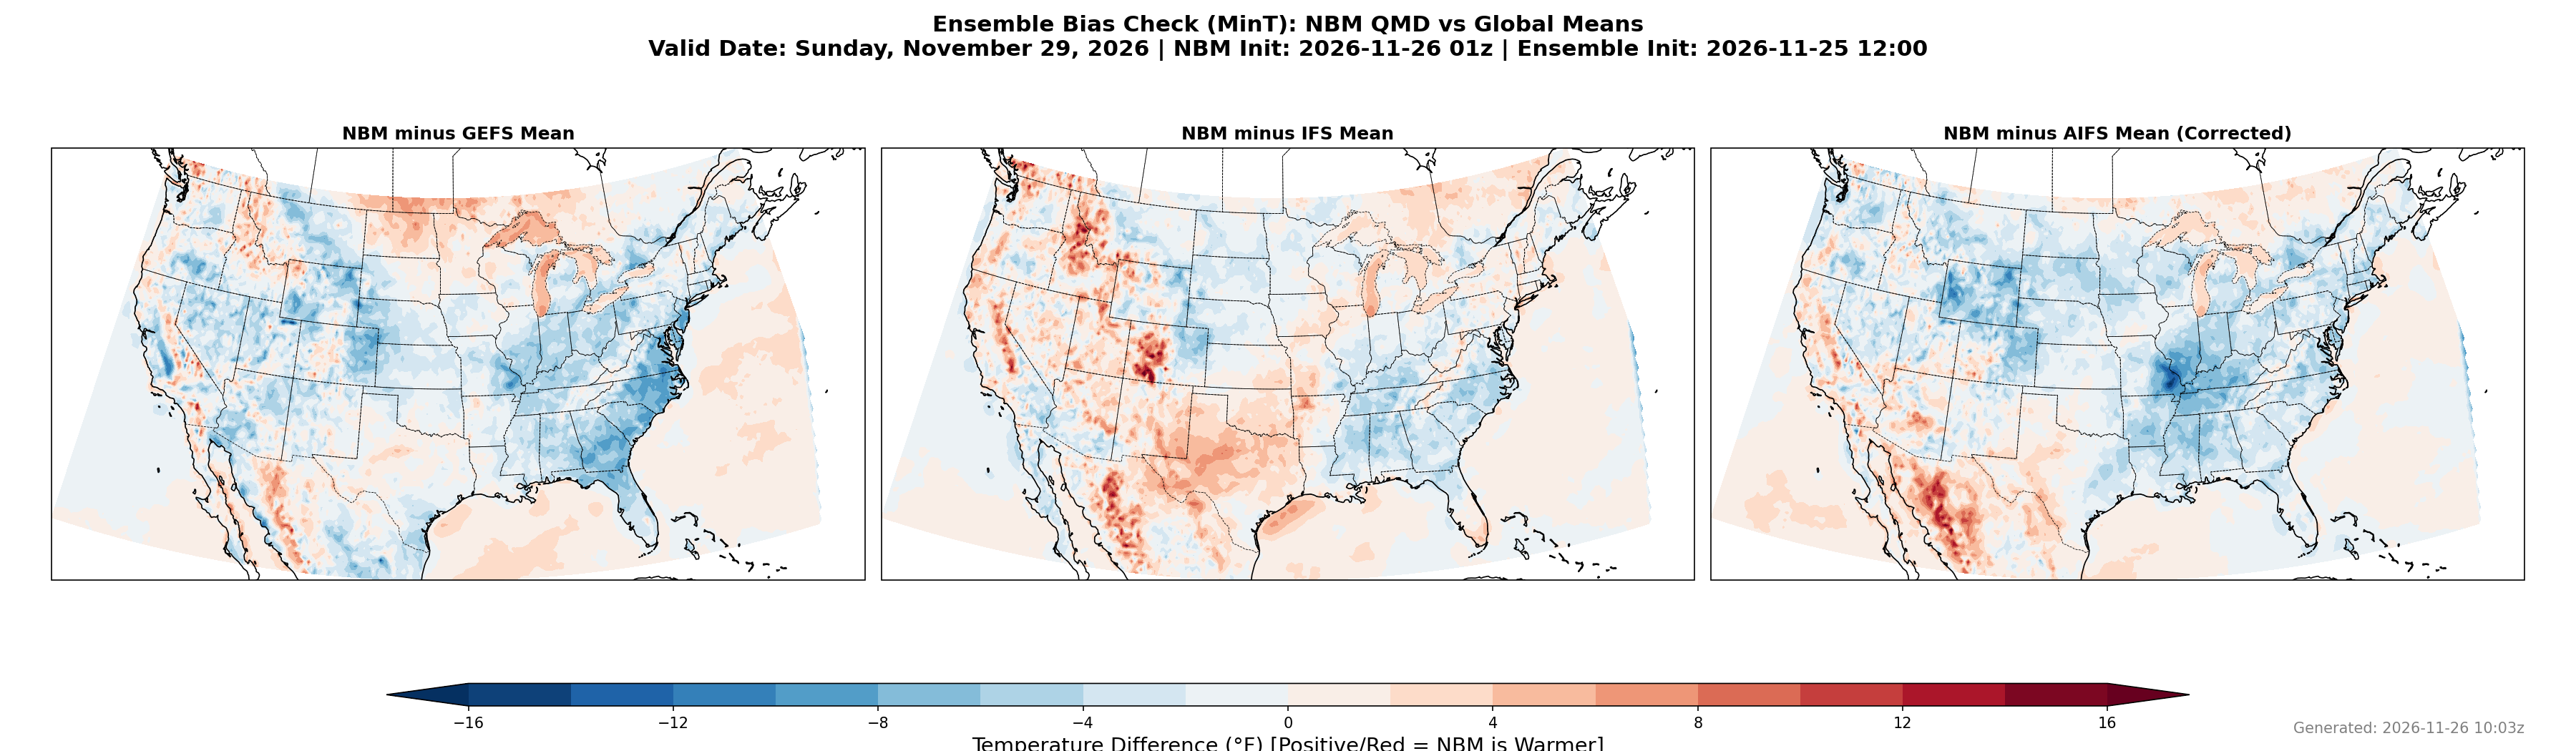 Ensemble Bias Check (MinT): NBM QMD vs Global Means
Valid Date: Sunday, November 29, 2026 | NBM Init: 2026-11-26 01z | Ensemble Init: 2026-11-25 12:00
NBM minus GEFS Mean
NBM minus IFS Mean
NBM minus AIFS Mean (Corrected)
−16 −12 −8 −4 0 4 8 12 16
Temperature Difference (°F) [Positive/Red = NBM is Warmer]
Generated: 2026-11-26 10:03z